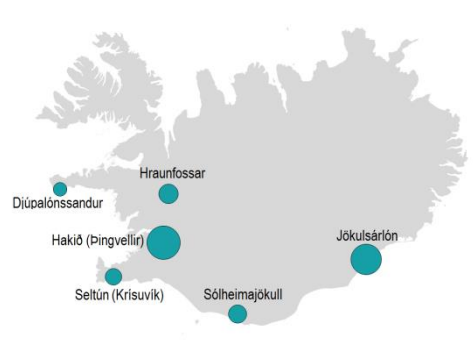 Hraunfossar
Djúpalónssandur
Hakið (Þingvellir)
Jökulsárlón
Seltún (Krísuvík)
Sólheimajökull